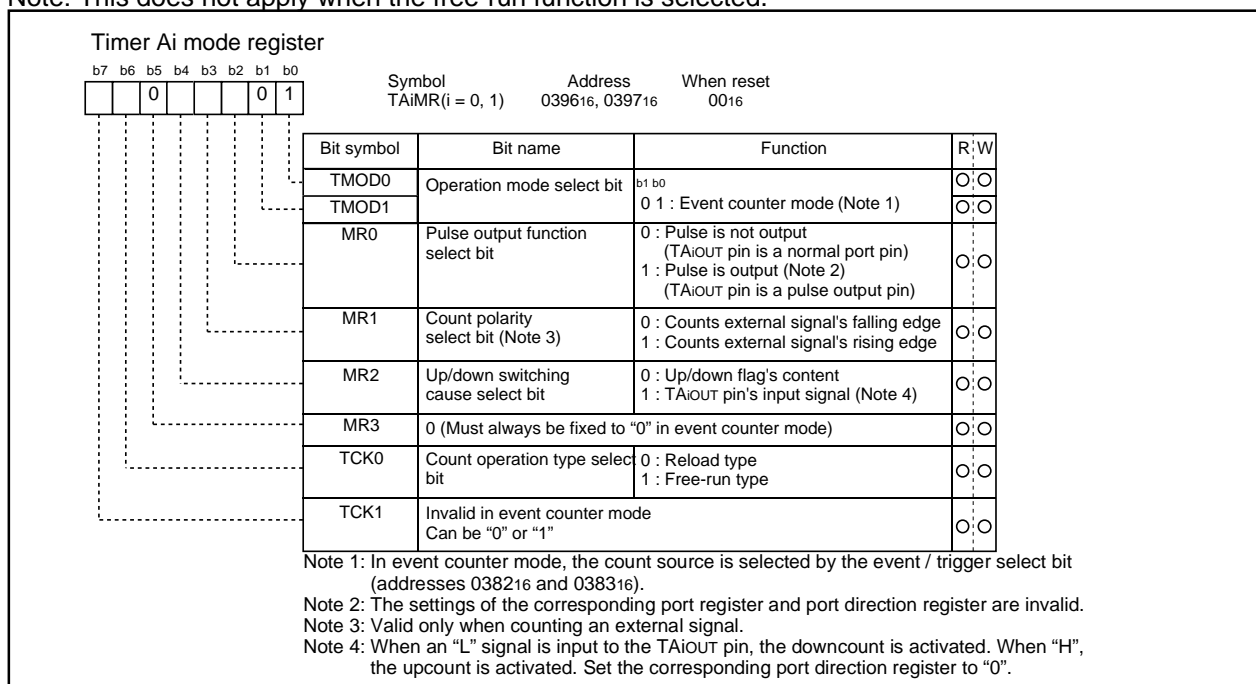 Note: This does not apply when the free-run function is selected.
Timer Ai mode register
b7 b6 b5 b4 b3 b2 b1 b0
0 0 1
Symbol Address When reset
TAiMR(i = 0, 1) 039616, 039716 0016
Bit symbol Bit name Function R W
TMOD0 Operation mode select bit b1 b0
TMOD1 0 1 : Event counter mode (Note 1)
MR0 Pulse output function 0 : Pulse is not output
select bit (TAiOUT pin is a normal port pin)
1 : Pulse is output (Note 2)
(TAiOUT pin is a pulse output pin)
MR1 Count polarity 0 : Counts external signal's falling edge
select bit (Note 3) 1 : Counts external signal's rising edge
MR2 Up/down switching 0 : Up/down flag's content
cause select bit 1 : TAiOUT pin's input signal (Note 4)
MR3 0 (Must always be fixed to “0” in event counter mode)
TCK0 Count operation type select 0 : Reload type
bit 1 : Free-run type
TCK1 Invalid in event counter mode
Can be “0” or “1”
Note 1: In event counter mode, the count source is selected by the event / trigger select bit
(addresses 038216 and 038316).
Note 2: The settings of the corresponding port register and port direction register are invalid.
Note 3: Valid only when counting an external signal.
Note 4: When an “L” signal is input to the TAiOUT pin, the downcount is activated. When “H”,
the upcount is activated. Set the corresponding port direction register to “0”.